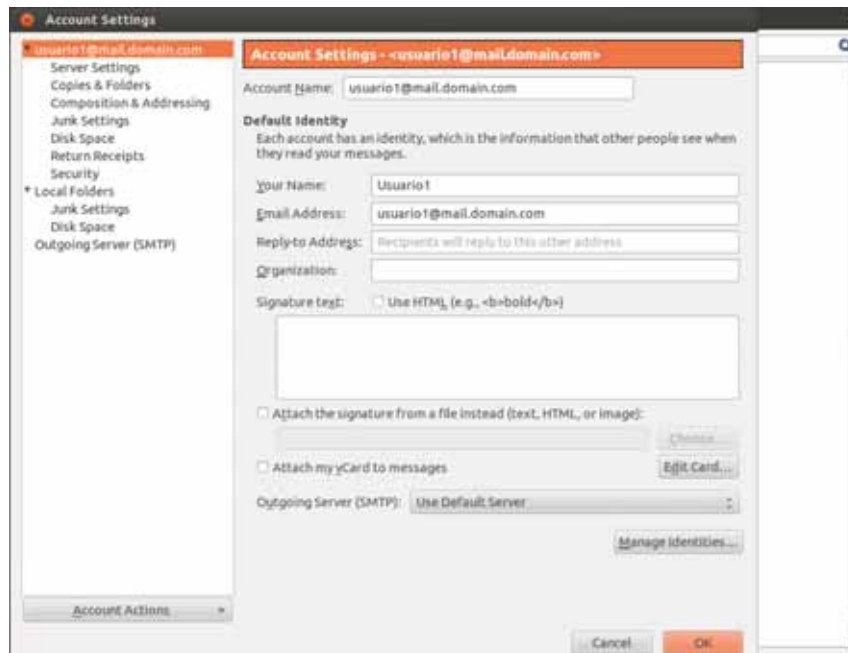 Account Settings
usuario1@mail.domain.com
Server Settings
Copies & Folders
Composition & Addressing
Junk Settings
Disk Space
Return Receipts
Security
Local Folders
Junk Settings
Disk Space
Outgoing Server (SMTP)
Account Actions
Account Settings - <usuario1@mail.domain.com>
Account Name: usuario1@mail.domain.com
Default Identity
Each account has an identity, which is the information that other people see when
they read your messages.
Your Name: Usuario1
Email Address: usuario1@mail.domain.com
Reply-to Address: Recipients will reply to this other address
Organization:
Signature text: Use HTML (e.g., <b>bold</b>)
Attach the signature from a file instead (text, HTML, or image):
Choose...
Attach my vCard to messages Edit Card...
Outgoing Server (SMTP): Use Default Server
Manage Identities...
Cancel OK